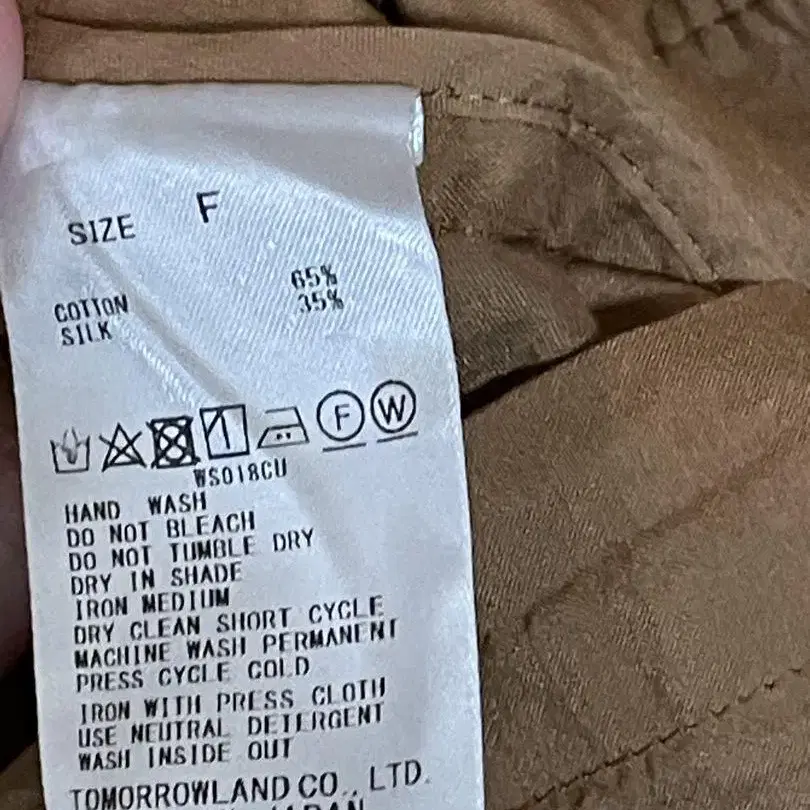 SIZE F
COTTON 65%
SILK 35%
F W
WS018CU
HAND WASH
DO NOT BLEACH
DO NOT TUMBLE DRY
DRY IN SHADE
IRON MEDIUM
DRY CLEAN SHORT CYCLE
MACHINE WASH PERMANENT
PRESS CYCLE COLD
IRON WITH PRESS CLOTH
USE NEUTRAL DETERGENT
WASH INSIDE OUT
TOMORROWLAND CO., LTD.
JAPAN